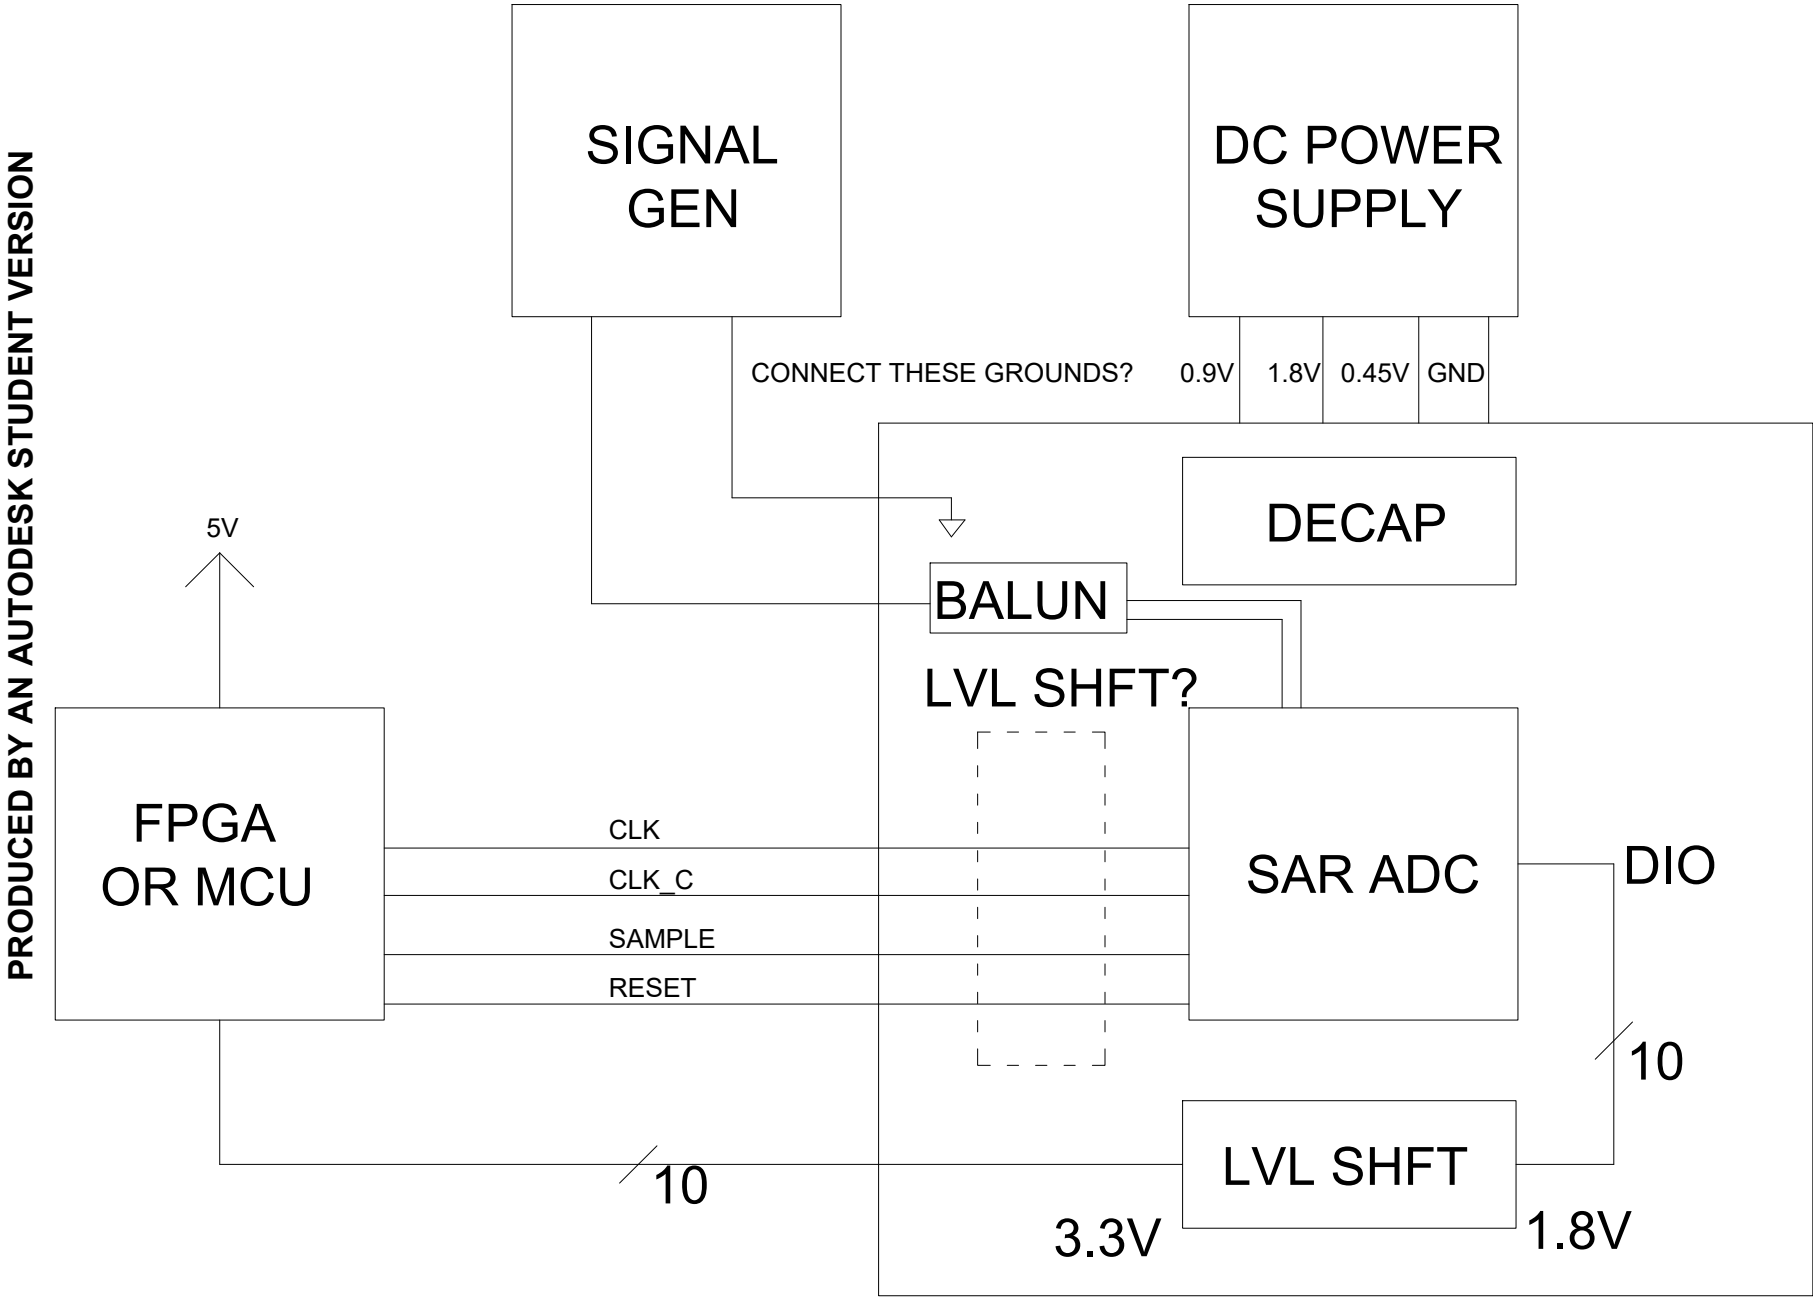 PRODUCED BY AN AUTODESK STUDENT VERSION
SIGNAL
GEN
DC POWER
SUPPLY
CONNECT THESE GROUNDS?
0.9V
1.8V
0.45V
GND
DECAP
5V
BALUN
LVL SHFT?
FPGA
OR MCU
CLK
CLK_C
SAMPLE
RESET
SAR ADC
DIO
10
LVL SHFT
10
3.3V
1.8V